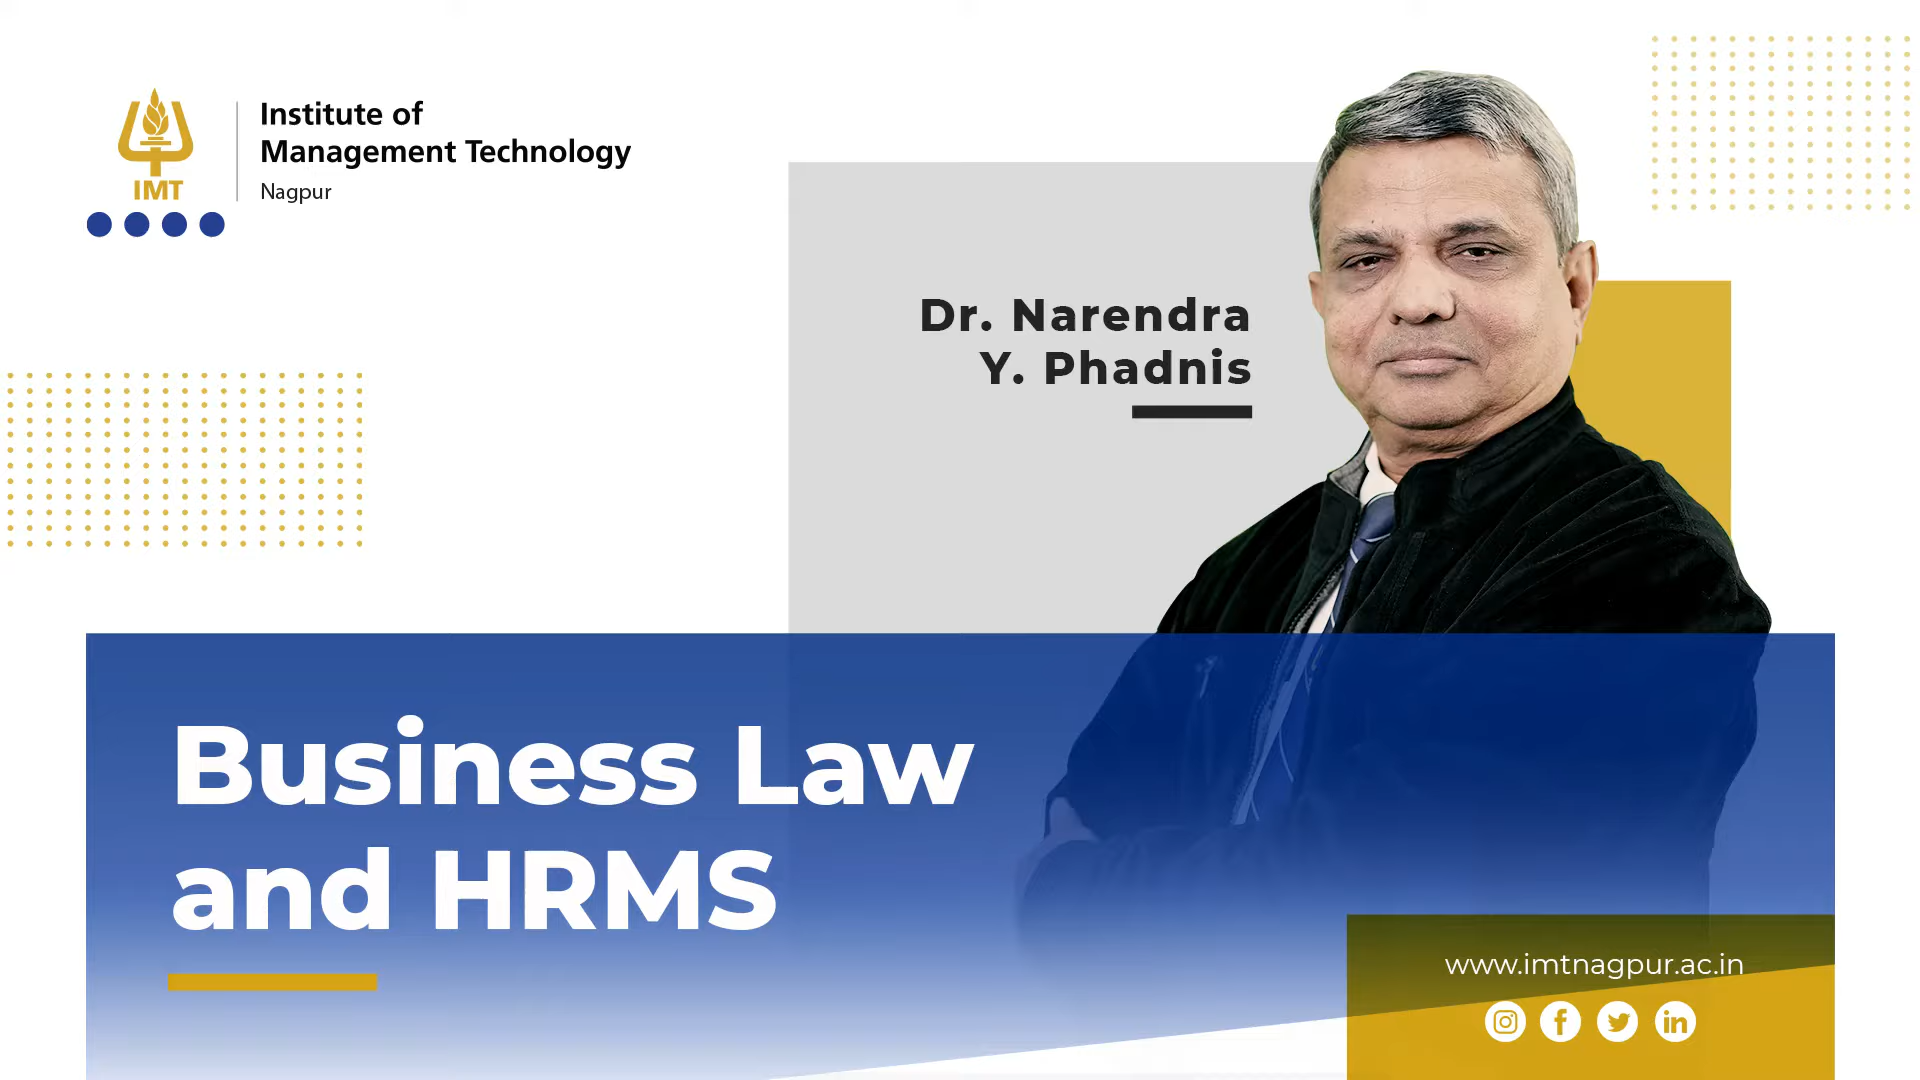 IMT
Institute of
Management Technology
Nagpur
Dr. Narendra
Y. Phadnis
Business Law
and HRMS
www.imtnagpur.ac.in